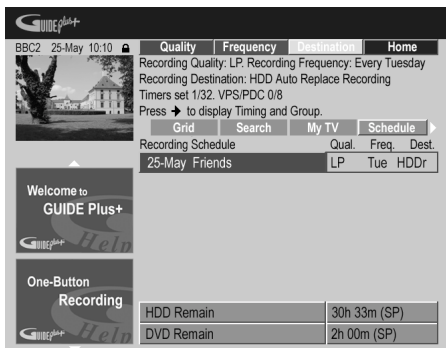 GUIDE plus+
BBC2 25-May 10:10
Quality Frequency Destination Home
Recording Quality: LP. Recording Frequency: Every Tuesday
Recording Destination: HDD Auto Replace Recording
Timers set 1/32. VPS/PDC 0/8
Press → to display Timing and Group.
Grid Search My TV Schedule
Recording Schedule Qual. Freq. Dest.
25-May Friends LP Tue HDDr
Welcome to
GUIDE Plus+
GUIDE plus+ Help
One-Button
Recording
GUIDE plus+ Help
HDD Remain 30h 33m (SP)
DVD Remain 2h 00m (SP)